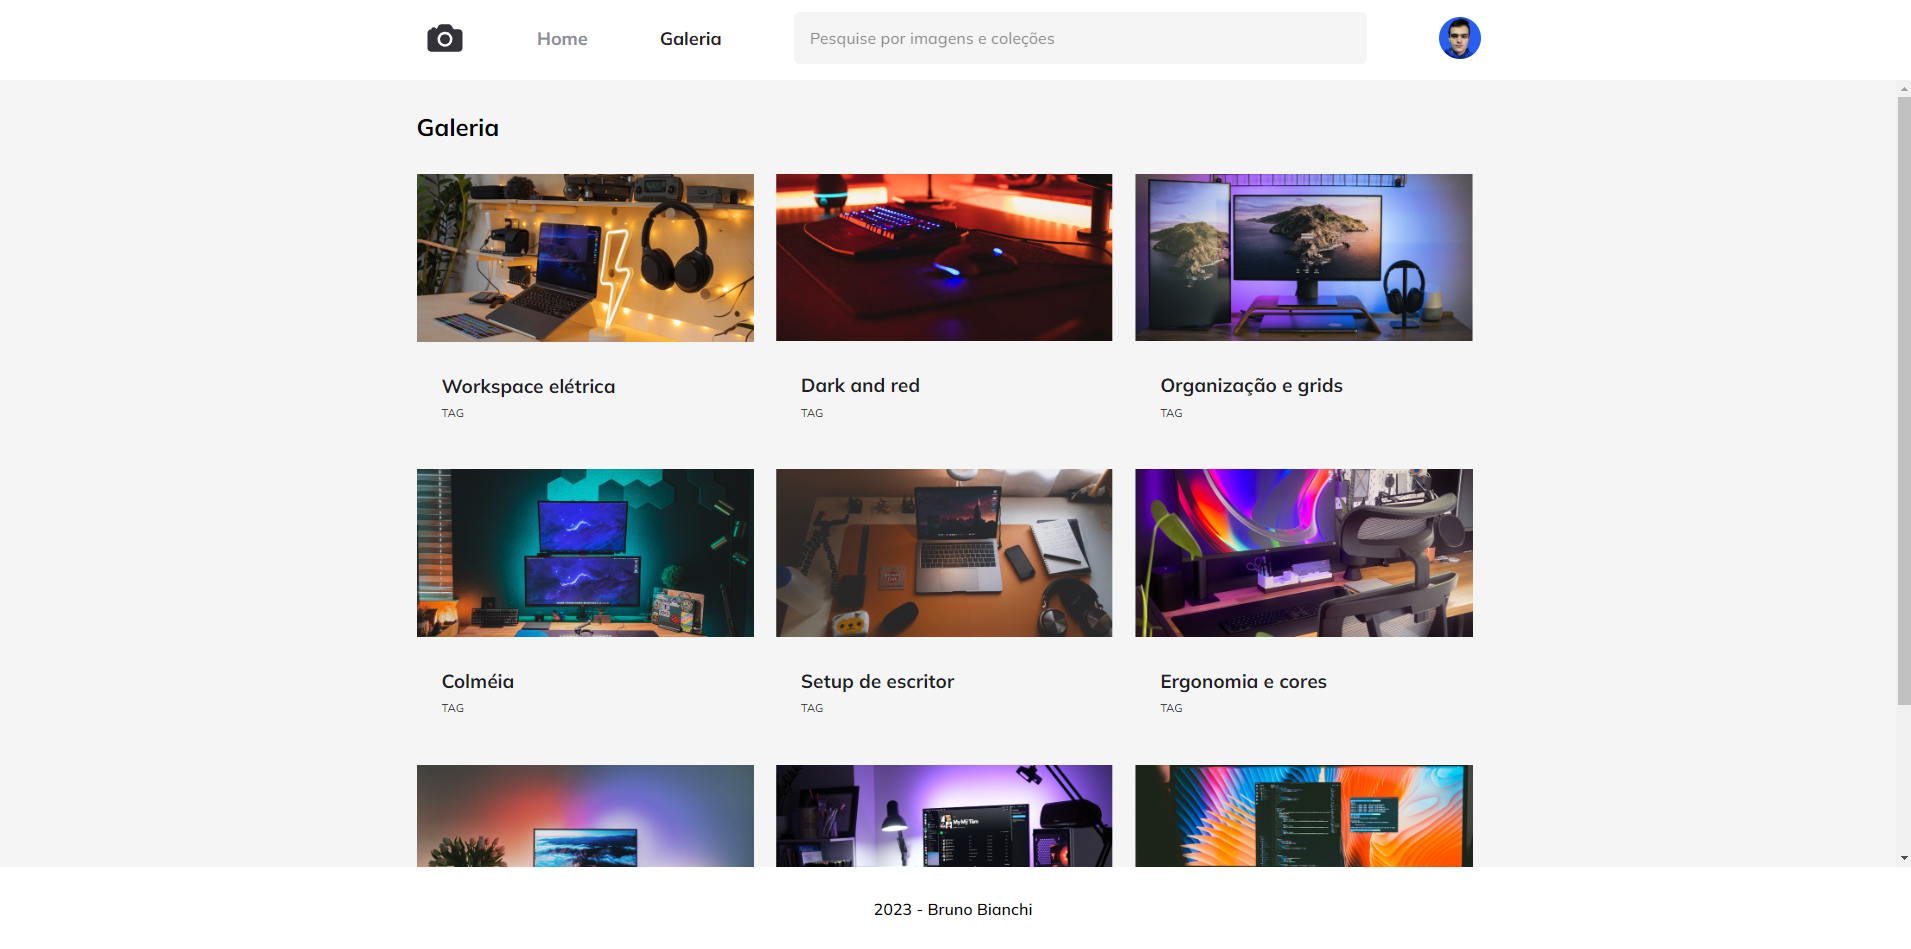 Home
Galeria
Pesquise por imagens e coleções
Galeria
Workspace elétrica
TAG
Dark and red
TAG
Organização e grids
TAG
Colméia
TAG
Setup de escritor
TAG
Ergonomia e cores
TAG
2023 - Bruno Bianchi